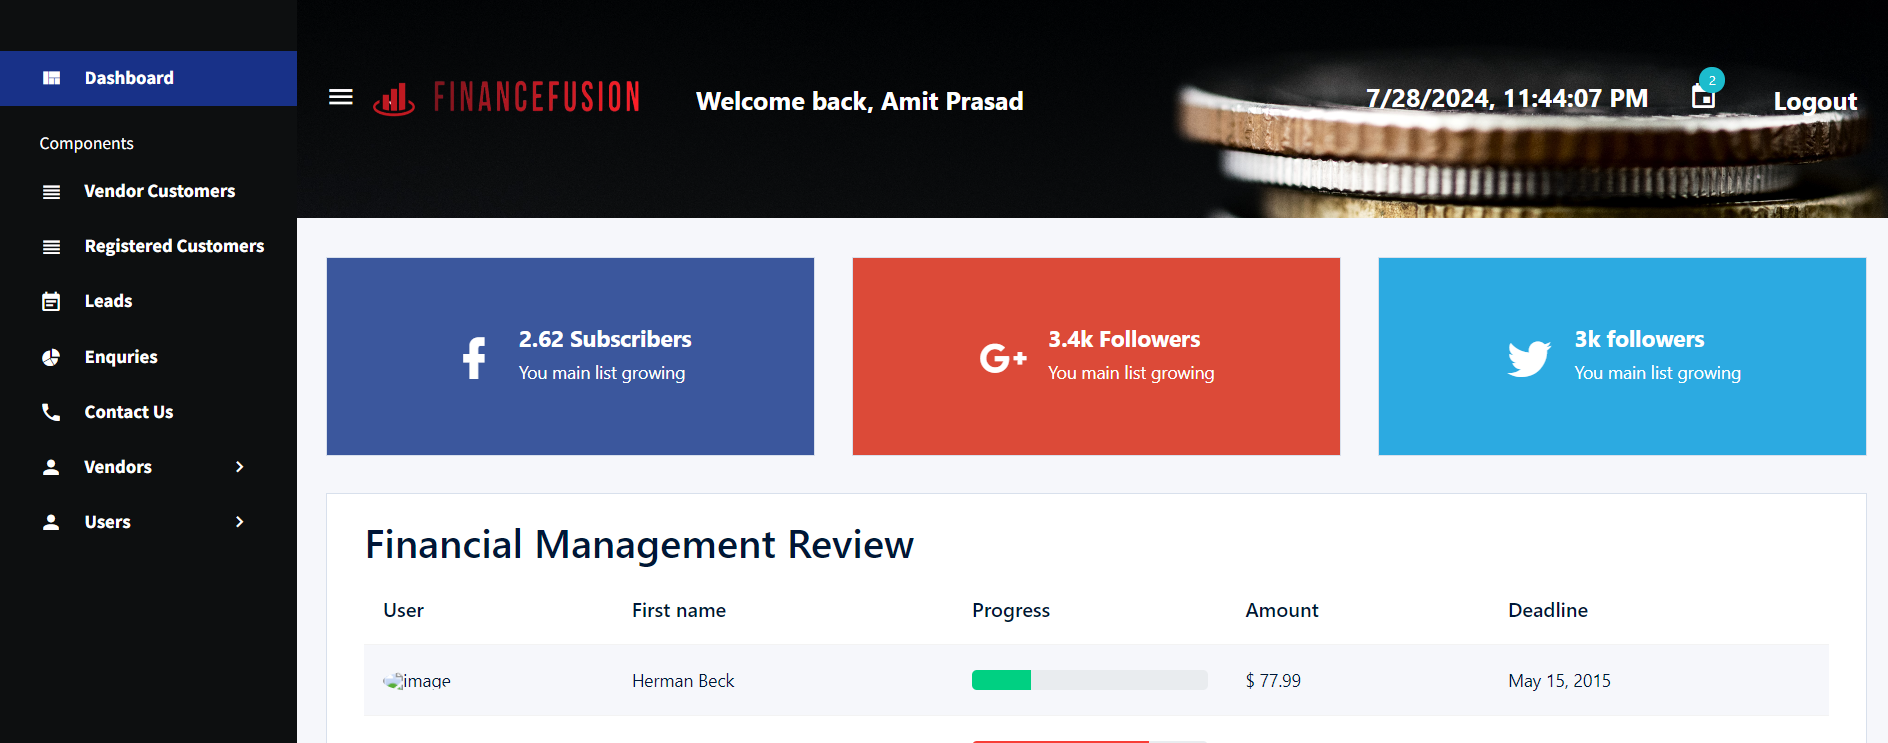 Dashboard
Components
Vendor Customers
Registered Customers
Leads
Enquries
Contact Us
Vendors
Users
FINANCEFUSION
Welcome back, Amit Prasad
7/28/2024, 11:44:07 PM
2
Logout
2.62 Subscribers
You main list growing
3.4k Followers
You main list growing
3k followers
You main list growing
Financial Management Review
User First name Progress Amount Deadline
image Herman Beck $ 77.99 May 15, 2015